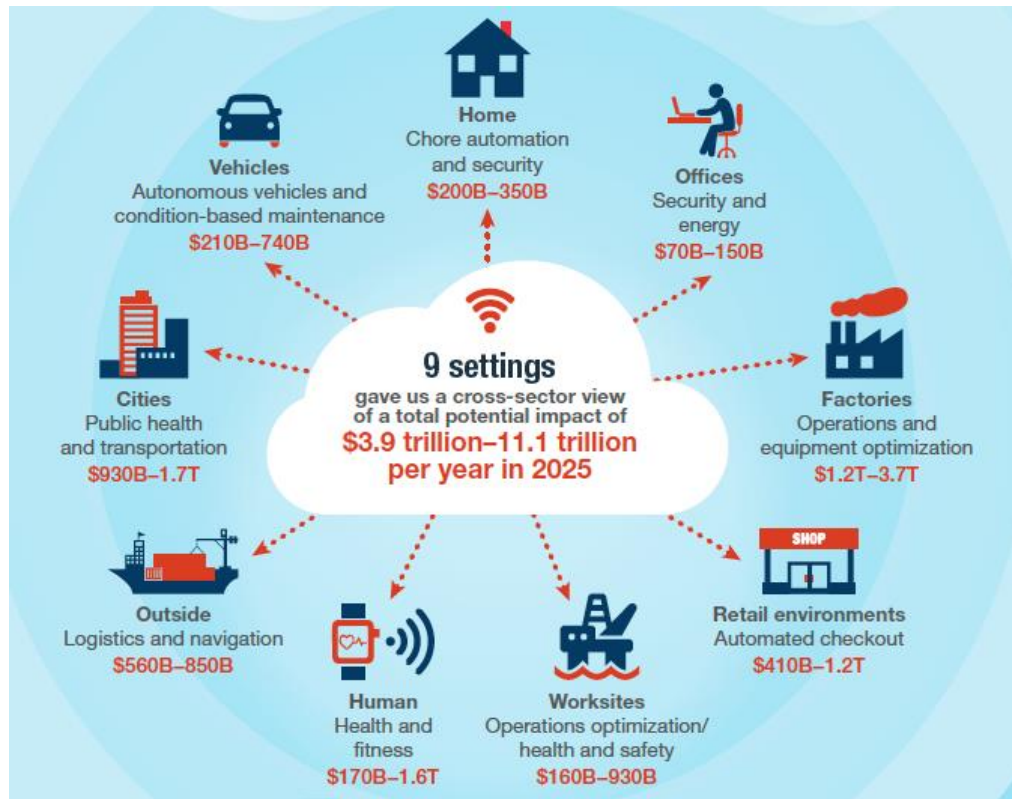 Home
Chore automation
and security
$200B–350B
Vehicles
Autonomous vehicles and
condition-based maintenance
$210B–740B
Offices
Security and
energy
$70B–150B
9 settings
gave us a cross-sector view
of a total potential impact of
$3.9 trillion–11.1 trillion
per year in 2025
Cities
Public health
and transportation
$930B–1.7T
Factories
Operations and
equipment optimization
$1.2T–3.7T
Outside
Logistics and navigation
$560B–850B
SHOP
Retail environments
Automated checkout
$410B–1.2T
Human
Health and
fitness
$170B–1.6T
Worksites
Operations optimization/
health and safety
$160B–930B